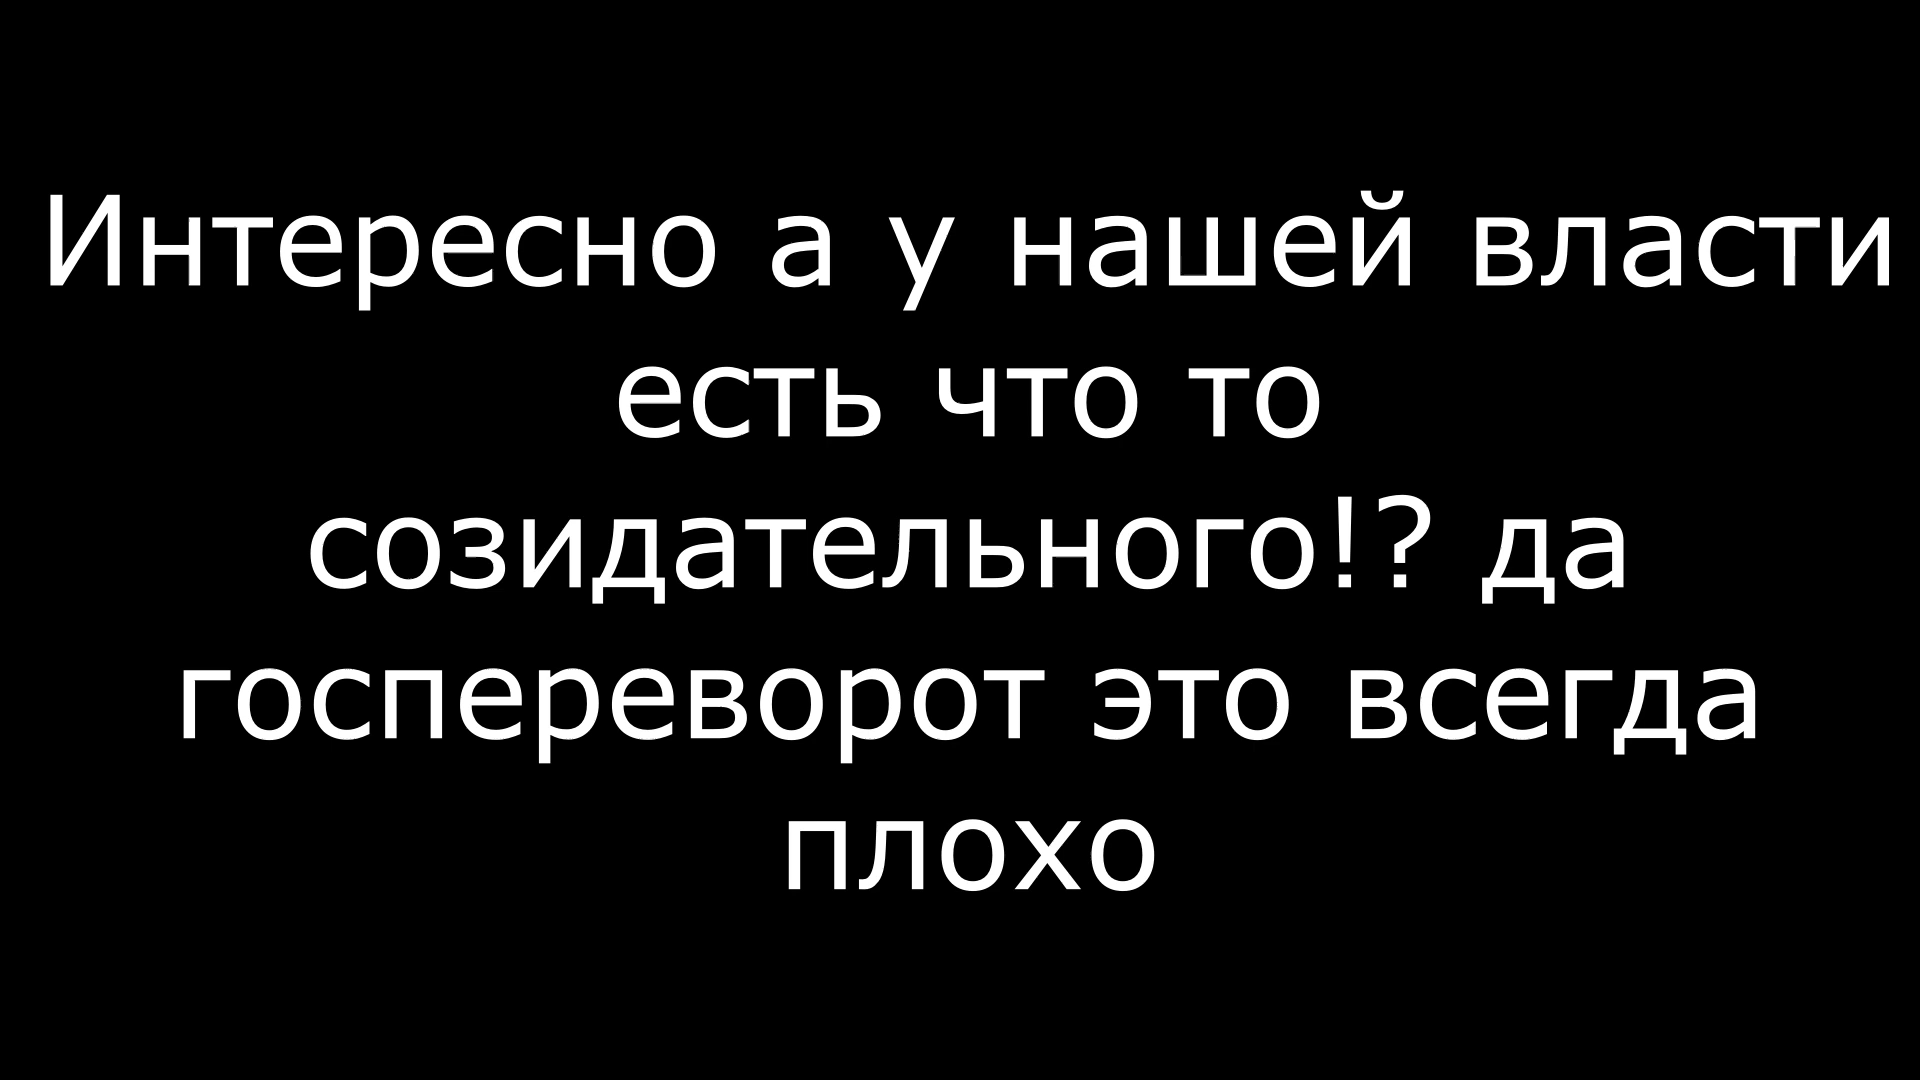 Интересно а у нашей власти
есть что то
созидательного!? да
госпереворот это всегда
плохо